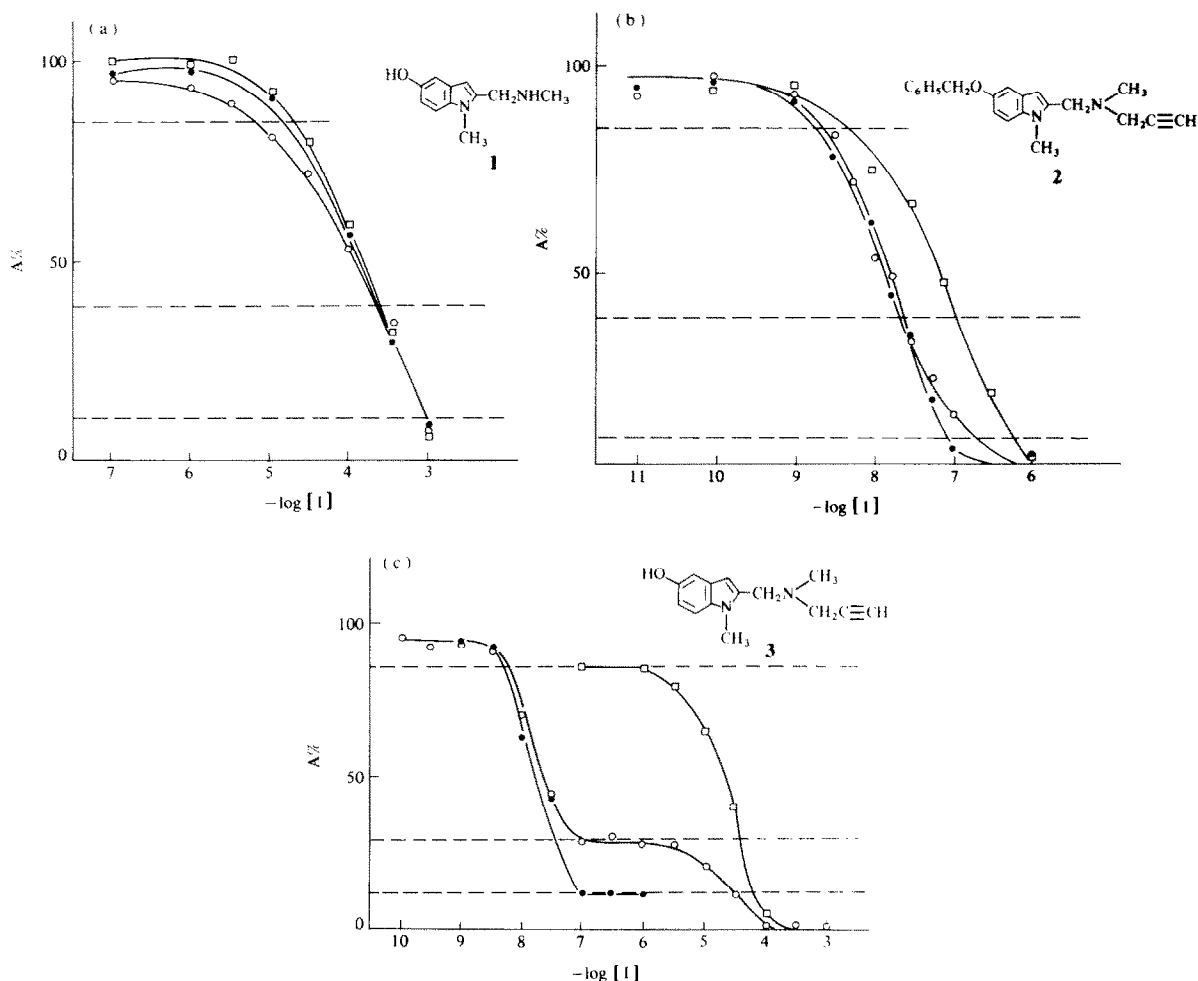 (a)
100
50
0
A%
7 6 5 4 3
−log [I]
HO
CH₂NHCH₃
N
CH₃
1
(b)
100
50
A%
11 10 9 8 7 6
−log [I]
C₆H₅CH₂O
CH₂N
CH₃
CH₂C≡CH
N
CH₃
2
(c)
100
50
0
A%
10 9 8 7 6 5 4 3
−log [I]
HO
CH₂N
CH₃
CH₂C≡CH
N
CH₃
3